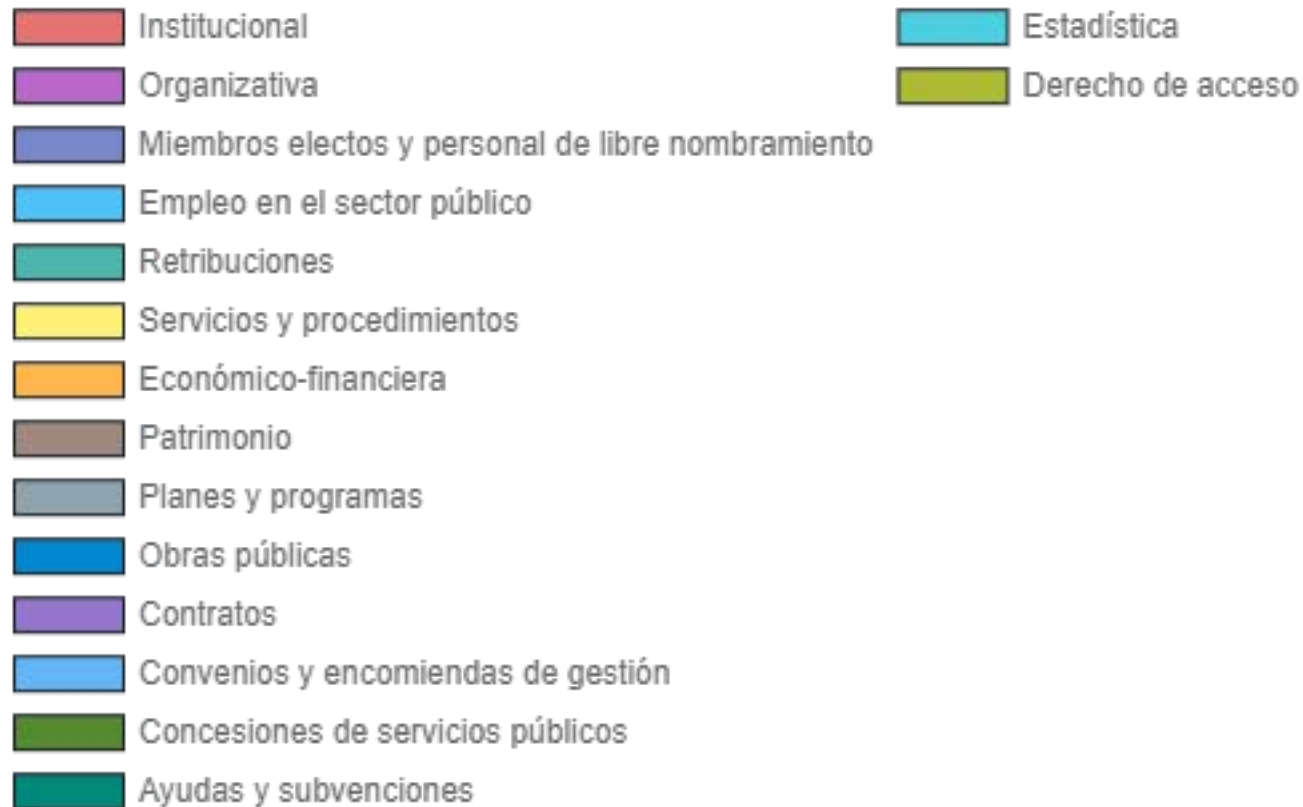 Institucional
Organizativa
Miembros electos y personal de libre nombramiento
Empleo en el sector público
Retribuciones
Servicios y procedimientos
Económico-financiera
Patrimonio
Planes y programas
Obras públicas
Contratos
Convenios y encomiendas de gestión
Concesiones de servicios públicos
Ayudas y subvenciones
Estadística
Derecho de acceso